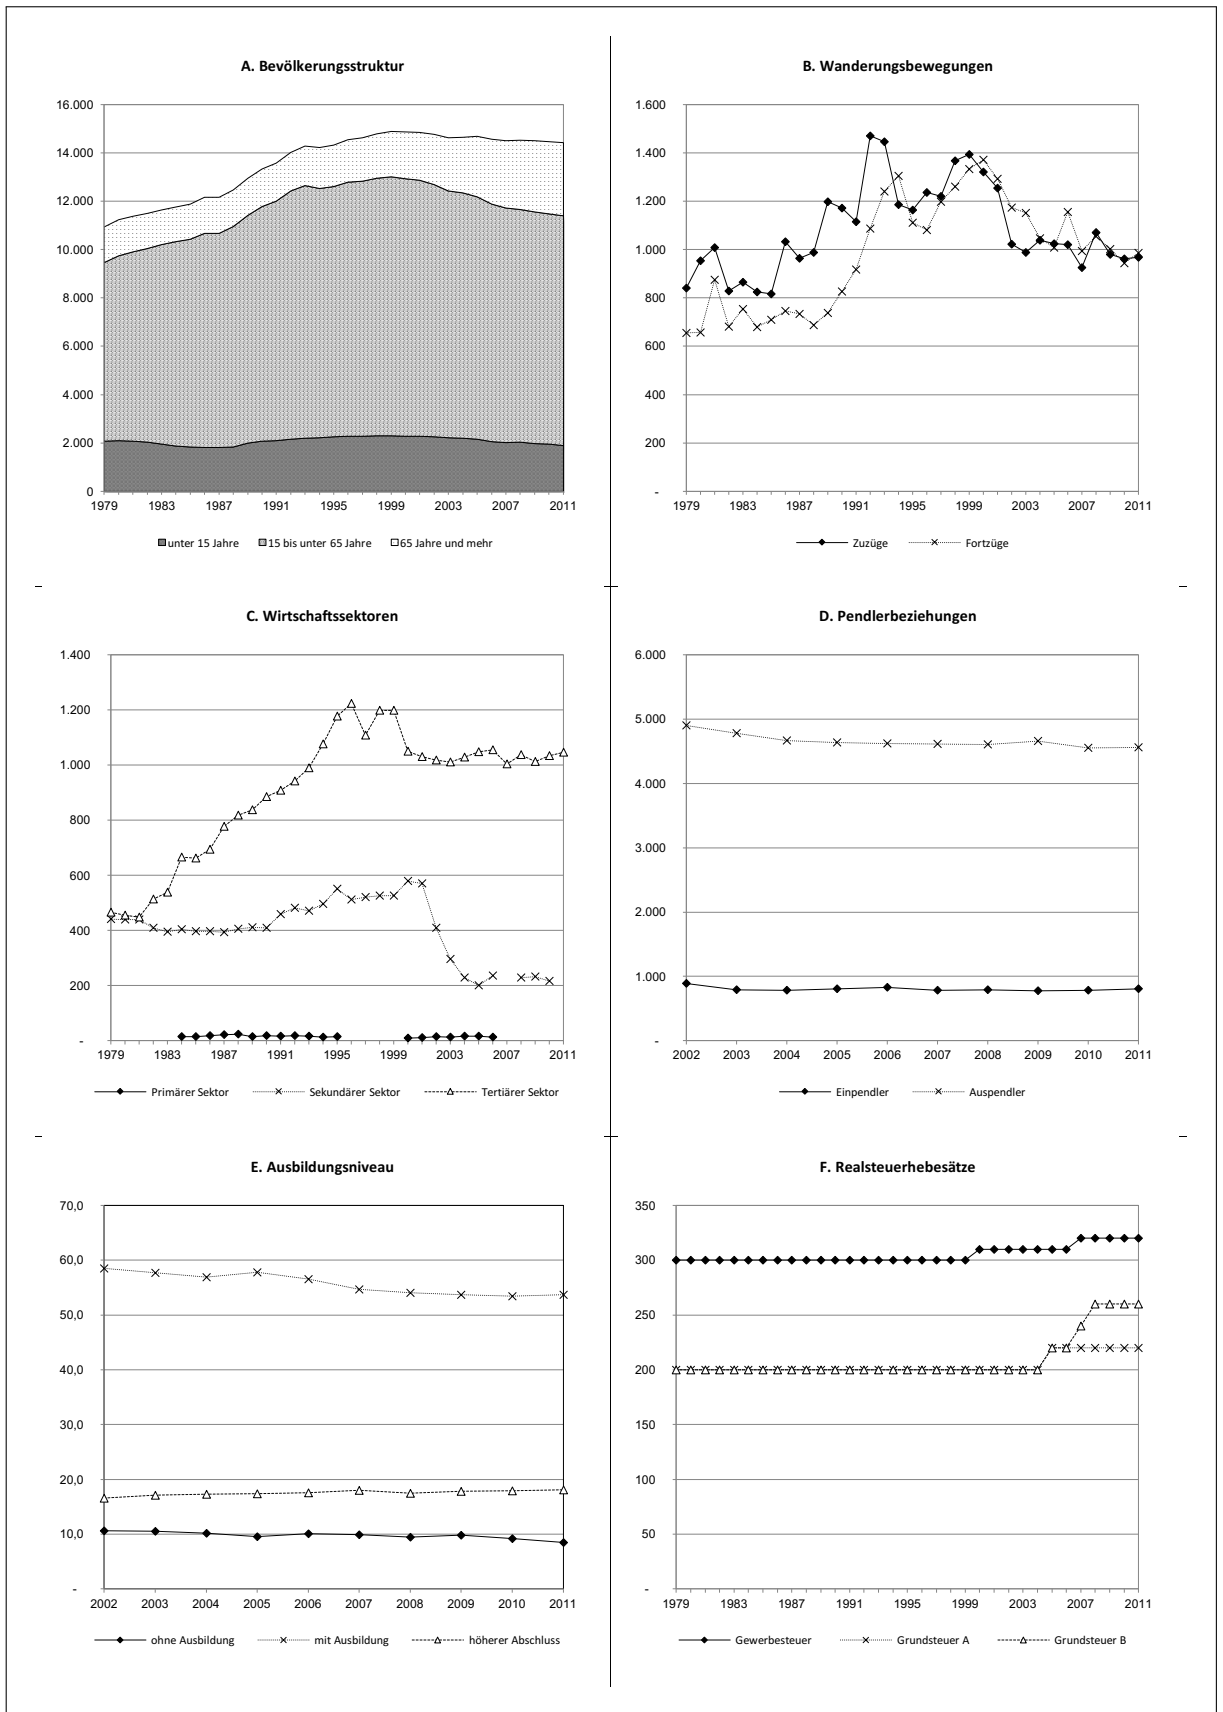 A. Bevölkerungsstruktur
16.000
14.000
12.000
10.000
8.000
6.000
4.000
2.000
0
1979 1983 1987 1991 1995 1999 2003 2007 2011
unter 15 Jahre 15 bis unter 65 Jahre 65 Jahre und mehr
B. Wanderungsbewegungen
1.600
1.400
1.200
1.000
800
600
400
200
-
1979 1983 1987 1991 1995 1999 2003 2007 2011
Zuzüge Fortzüge
C. Wirtschaftssektoren
1.400
1.200
1.000
800
600
400
200
-
1979 1983 1987 1991 1995 1999 2003 2007 2011
Primärer Sektor Sekundärer Sektor Tertiärer Sektor
D. Pendlerbeziehungen
6.000
5.000
4.000
3.000
2.000
1.000
-
2002 2003 2004 2005 2006 2007 2008 2009 2010 2011
Einpendler Auspendler
E. Ausbildungsniveau
70,0
60,0
50,0
40,0
30,0
20,0
10,0
-
2002 2003 2004 2005 2006 2007 2008 2009 2010 2011
ohne Ausbildung mit Ausbildung höherer Abschluss
F. Realsteuerhebesätze
350
300
250
200
150
100
50
-
1979 1983 1987 1991 1995 1999 2003 2007 2011
Gewerbesteuer Grundsteuer A Grundsteuer B